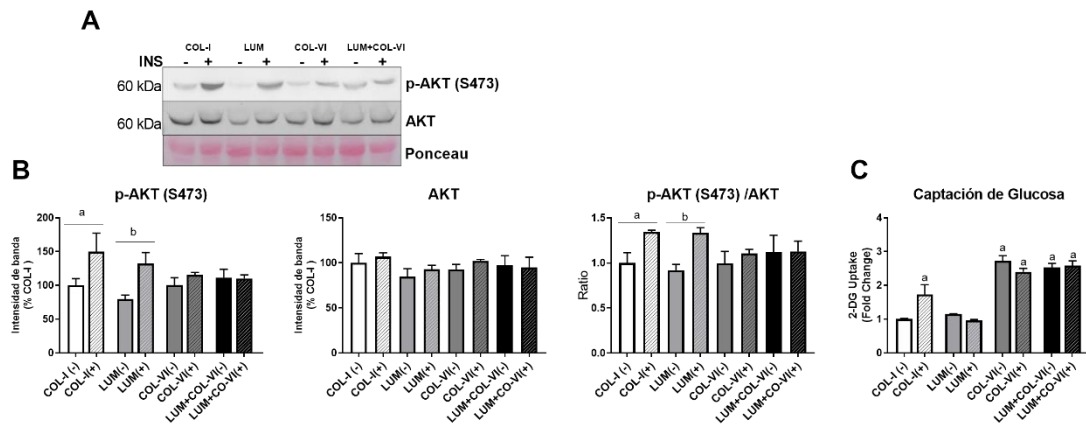 A
COL-I LUM COL-VI LUM+COL-VI
INS - + - + - + - +
60 kDa p-AKT (S473)
60 kDa AKT
Ponceau
B
p-AKT (S473)
Intensidad de banda
(% COL-I)
200
150
100
50
0
a
b
COL-I (-)
COL-I(+)
LUM(-)
LUM(+)
COL-VI(-)
COL-VI(+)
LUM+COL-VI(-)
LUM+CO-VI(+)
AKT
Intensidad de banda
(% COL-I)
200
150
100
50
0
COL-I (-)
COL-I(+)
LUM(-)
LUM(+)
COL-VI(-)
COL-VI(+)
LUM+COL-VI(-)
LUM+CO-VI(+)
p-AKT (S473) /AKT
Ratio
1.5
1.0
0.5
0.0
a
b
COL-I (-)
COL-I(+)
LUM(-)
LUM(+)
COL-VI(-)
COL-VI(+)
LUM+COL-VI(-)
LUM+CO-VI(+)
C
Captación de Glucosa
2-DG Uptake
(Fold Change)
4
3
2
1
0
a
a
a
a
a
COL-I (-)
COL-I(+)
LUM(-)
LUM(+)
COL-VI(-)
COL-VI(+)
LUM+COL-VI(-)
LUM+CO-VI(+)